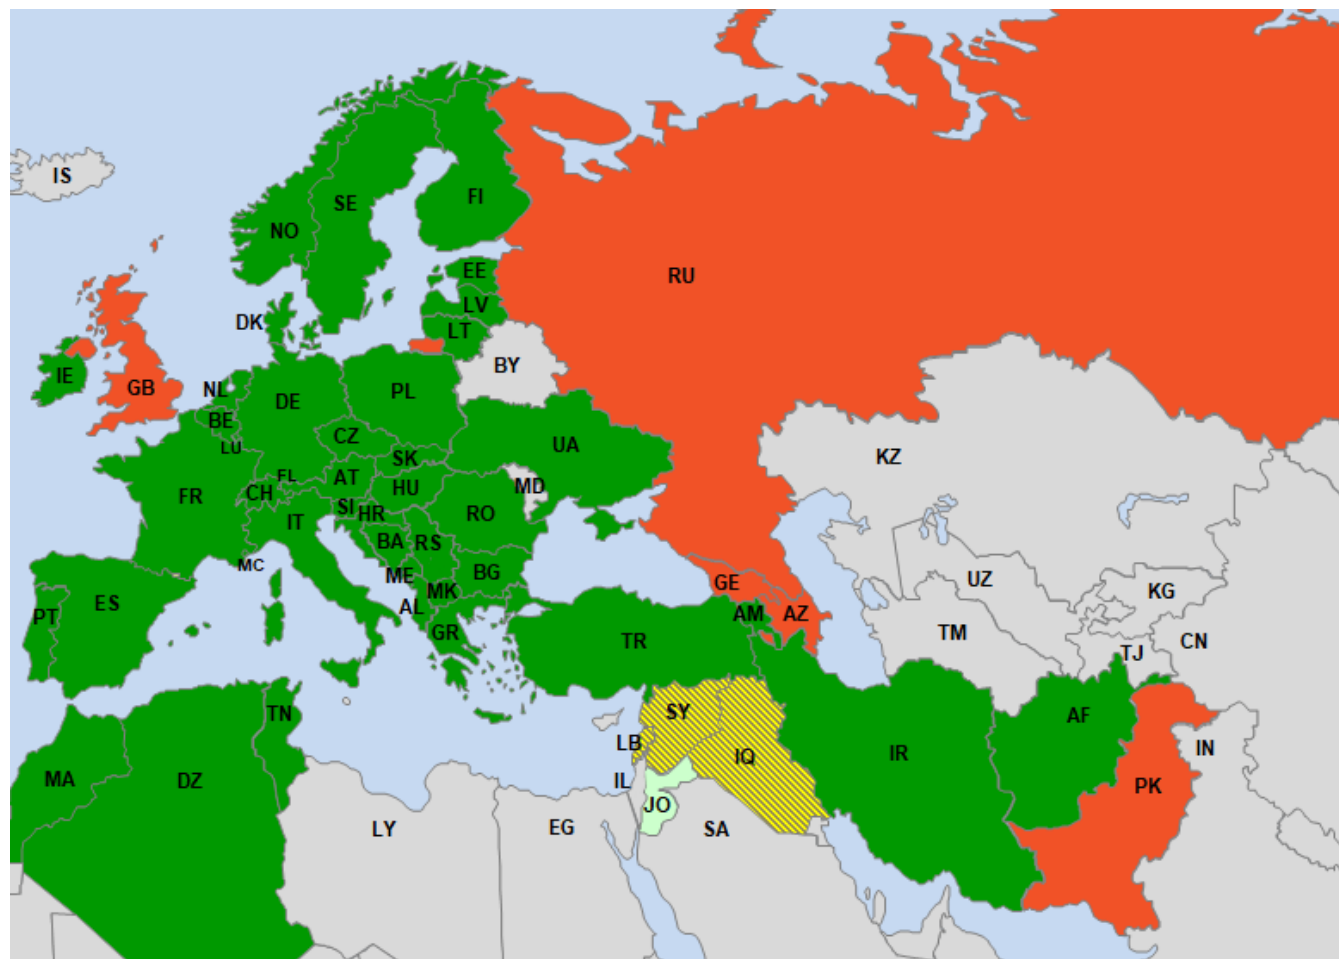 IS
NO
SE
FI
RU
EE
LV
DK
LT
IE
GB
NL
DE
PL
BY
BE
LU
CZ
UA
SK
KZ
FR
CH
FL
AT
HU
MD
IT
SI
HR
RO
BA
RS
MC
ME
BG
UZ
KG
PT
ES
AL
MK
GE
AM
AZ
GR
TR
TM
TJ
CN
TN
SY
AF
MA
DZ
LB
IQ
IR
IN
IL
JO
PK
LY
EG
SA